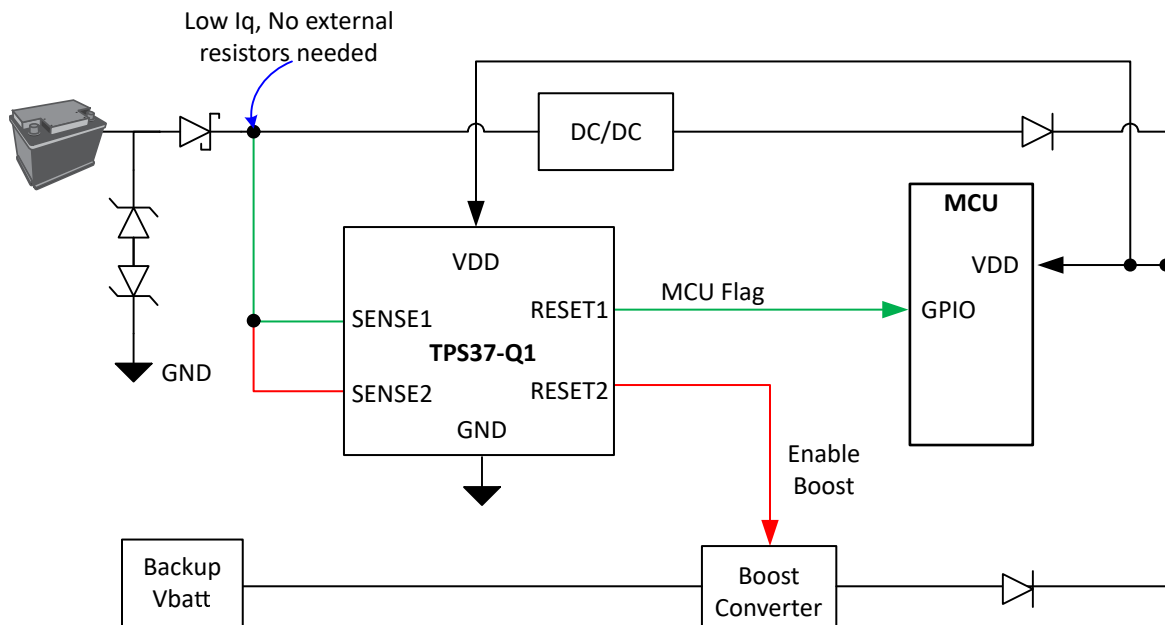 Low Iq, No external
resistors needed
DC/DC
MCU
VDD
VDD
RESET1
MCU Flag
GPIO
SENSE1
TPS37-Q1
SENSE2
RESET2
GND
GND
Enable
Boost
Backup
Vbatt
Boost
Converter